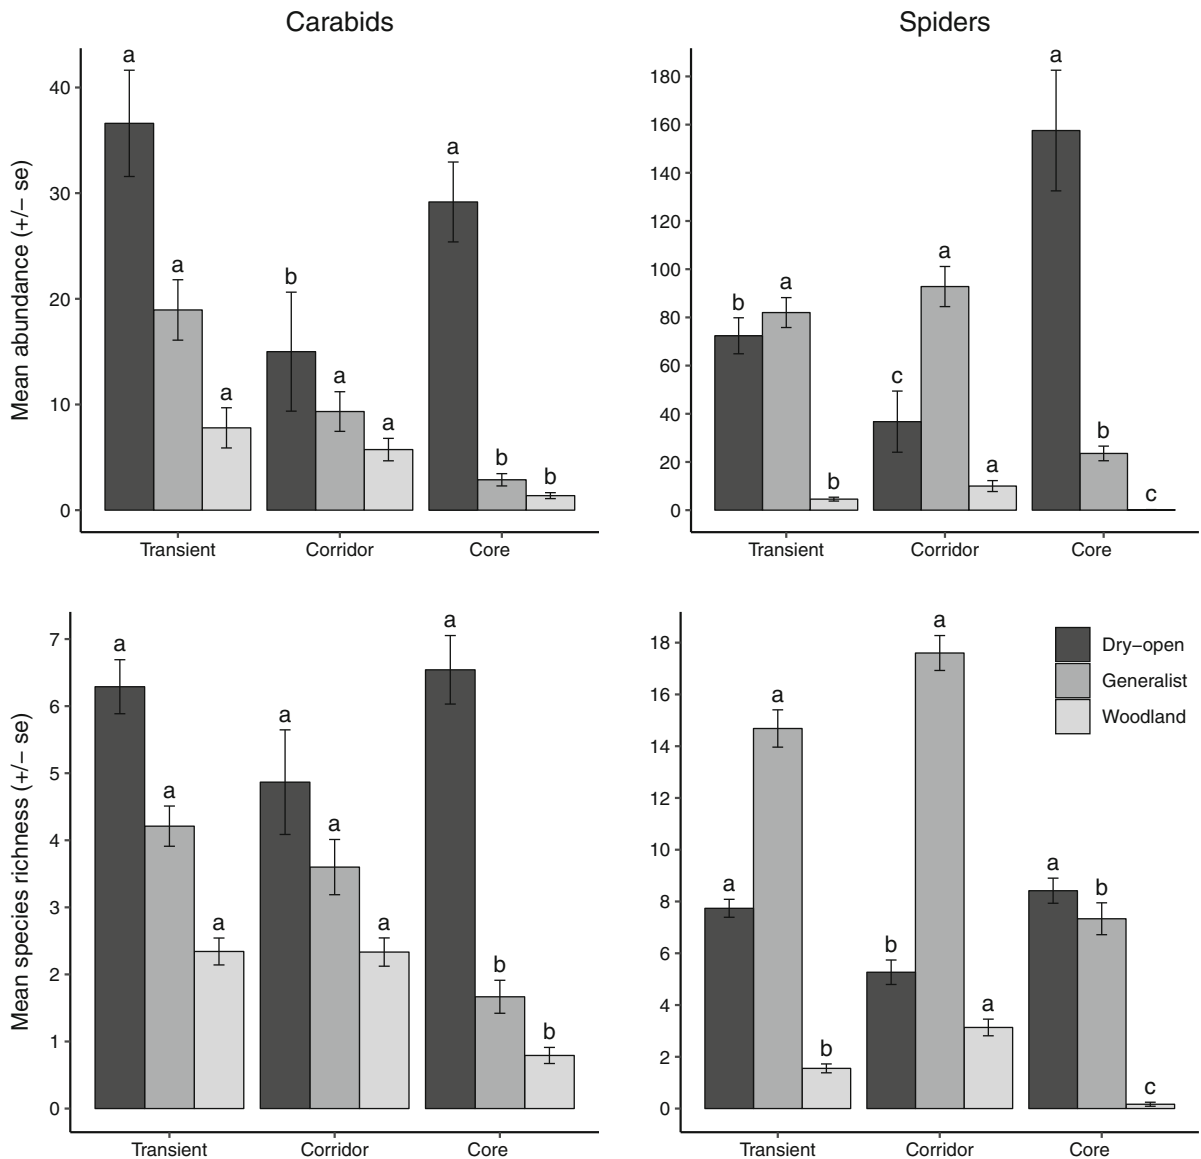 Carabids
Spiders
Mean abundance (+/− se)
40
30
20
10
0
a
a
a
b
a
a
a
b
b
Transient
Corridor
Core
180
160
140
120
100
80
60
40
20
0
b
a
b
c
a
a
a
b
c
Transient
Corridor
Core
Mean species richness (+/− se)
7
6
5
4
3
2
1
0
a
a
a
a
a
a
a
b
b
Transient
Corridor
Core
18
16
14
12
10
8
6
4
2
0
a
a
b
b
a
a
a
b
c
Transient
Corridor
Core
Dry−open
Generalist
Woodland